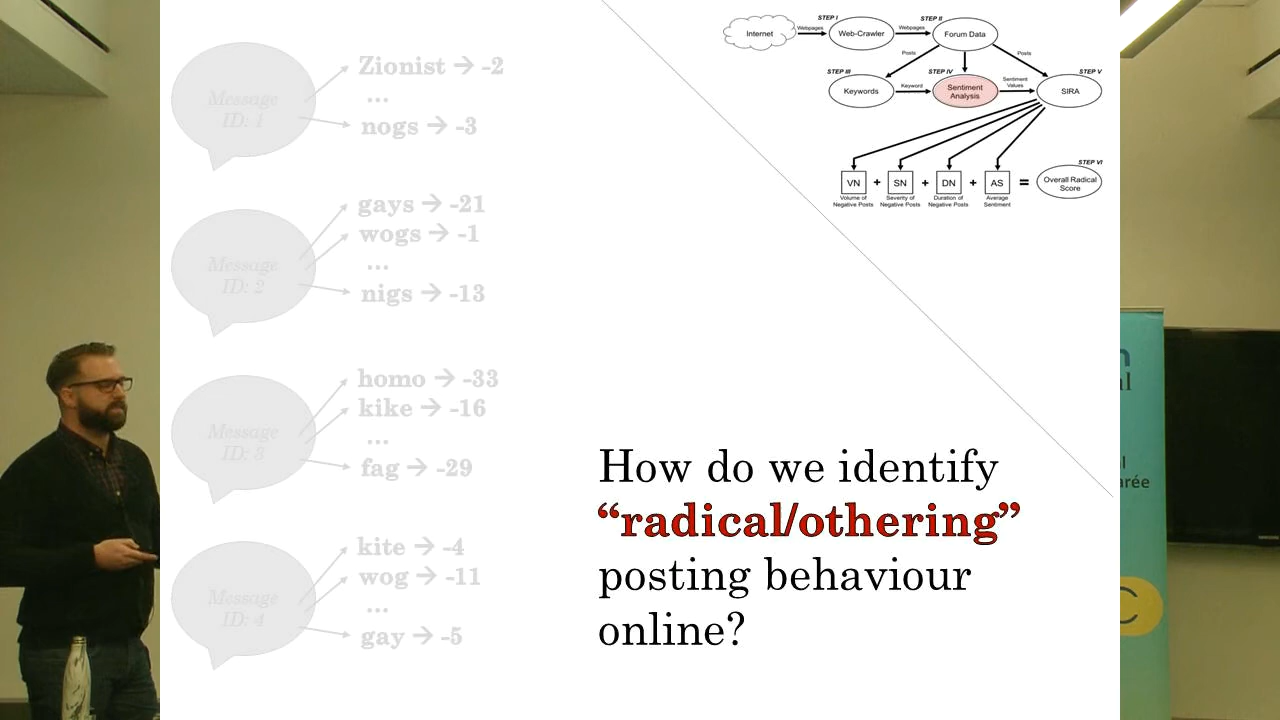 Message
ID: 1
Zionist → -2
...
nogs → -3
Message
ID: 2
gays → -21
wogs → -1
...
nigs → -13
Message
ID: 3
homo → -33
kike → -16
...
fag → -29
Message
ID: 4
kite → -4
wog → -11
...
gay → -5
STEP I
STEP II
Internet
Webpages
Web-Crawler
Webpages
Forum Data
Posts
Posts
STEP III
STEP IV
STEP V
Keywords
Keyword
Sentiment
Analysis
Sentiment
Values
SIRA
STEP VI
VN + SN + DN + AS =
Overall Radical
Score
Volume of
Negative Posts
Severity of
Negative Posts
Duration of
Negative Posts
Average
Sentiment
How do we identify
“radical/othering”
posting behaviour
online?
arée
C